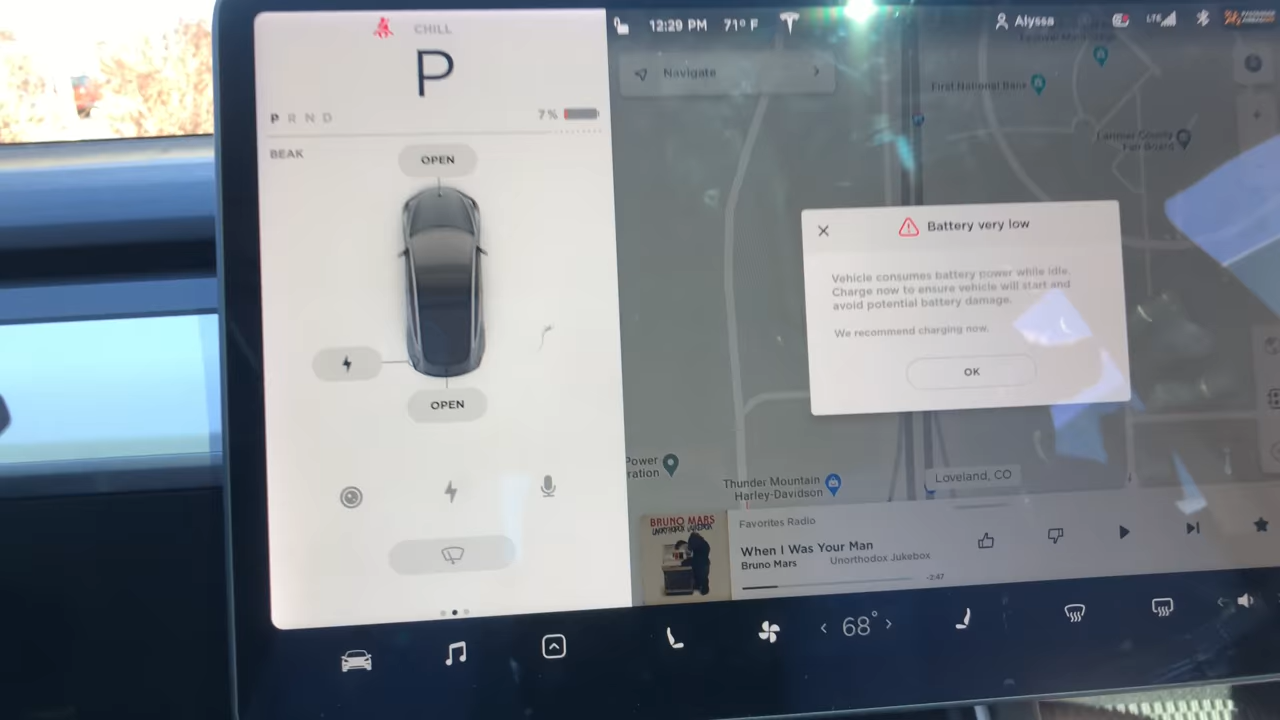 CHILL
P
P R N D
7%
BEAK
OPEN
OPEN
12:29 PM 71° F
Alyssa
LTE
Navigate
First National Bank
Larimer County
Battery very low
Vehicle consumes battery power while idle.
Charge now to ensure vehicle will start and
avoid potential battery damage.
We recommend charging now.
OK
Power
ration
Thunder Mountain
Harley-Davidson
Loveland, CO
BRUNO MARS
UNORTHODOX JUKEBOX
Favorites Radio
When I Was Your Man
Bruno Mars Unorthodox Jukebox
-2:47
68°